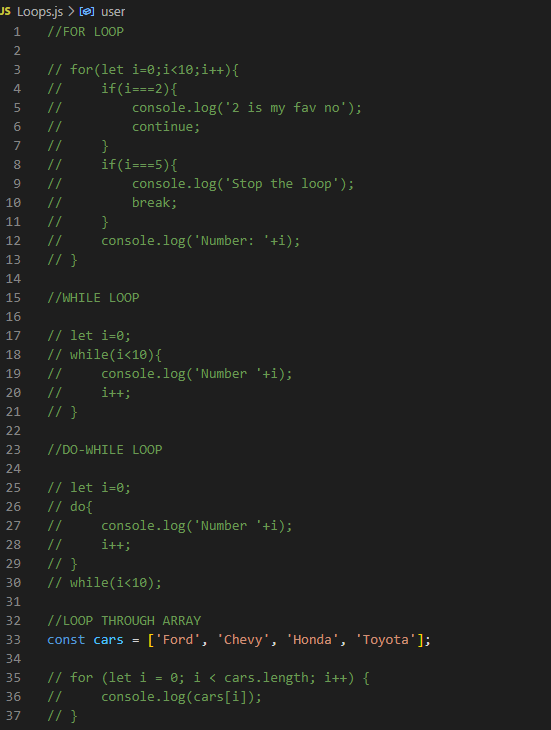 JS Loops.js > user
1 //FOR LOOP
2
3 // for(let i=0;i<10;i++){
4 //     if(i===2){
5 //         console.log('2 is my fav no');
6 //         continue;
7 //     }
8 //     if(i===5){
9 //         console.log('Stop the loop');
10 //         break;
11 //     }
12 //     console.log('Number: '+i);
13 // }
14
15 //WHILE LOOP
16
17 // let i=0;
18 // while(i<10){
19 //     console.log('Number '+i);
20 //     i++;
21 // }
22
23 //DO-WHILE LOOP
24
25 // let i=0;
26 // do{
27 //     console.log('Number '+i);
28 //     i++;
29 // }
30 // while(i<10);
31
32 //LOOP THROUGH ARRAY
33 const cars = ['Ford', 'Chevy', 'Honda', 'Toyota'];
34
35 // for (let i = 0; i < cars.length; i++) {
36 //     console.log(cars[i]);
37 // }